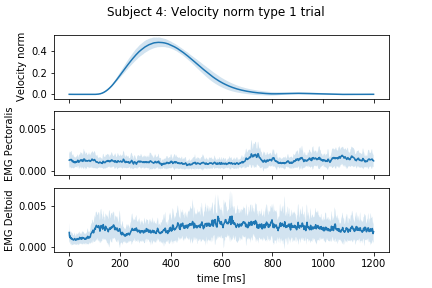 Subject 4: Velocity norm type 1 trial
Velocity norm
0.4
0.2
0.0
EMG Pectoralis
0.005
0.000
EMG Deltoid
0.005
0.000
0 200 400 600 800 1000 1200
time [ms]